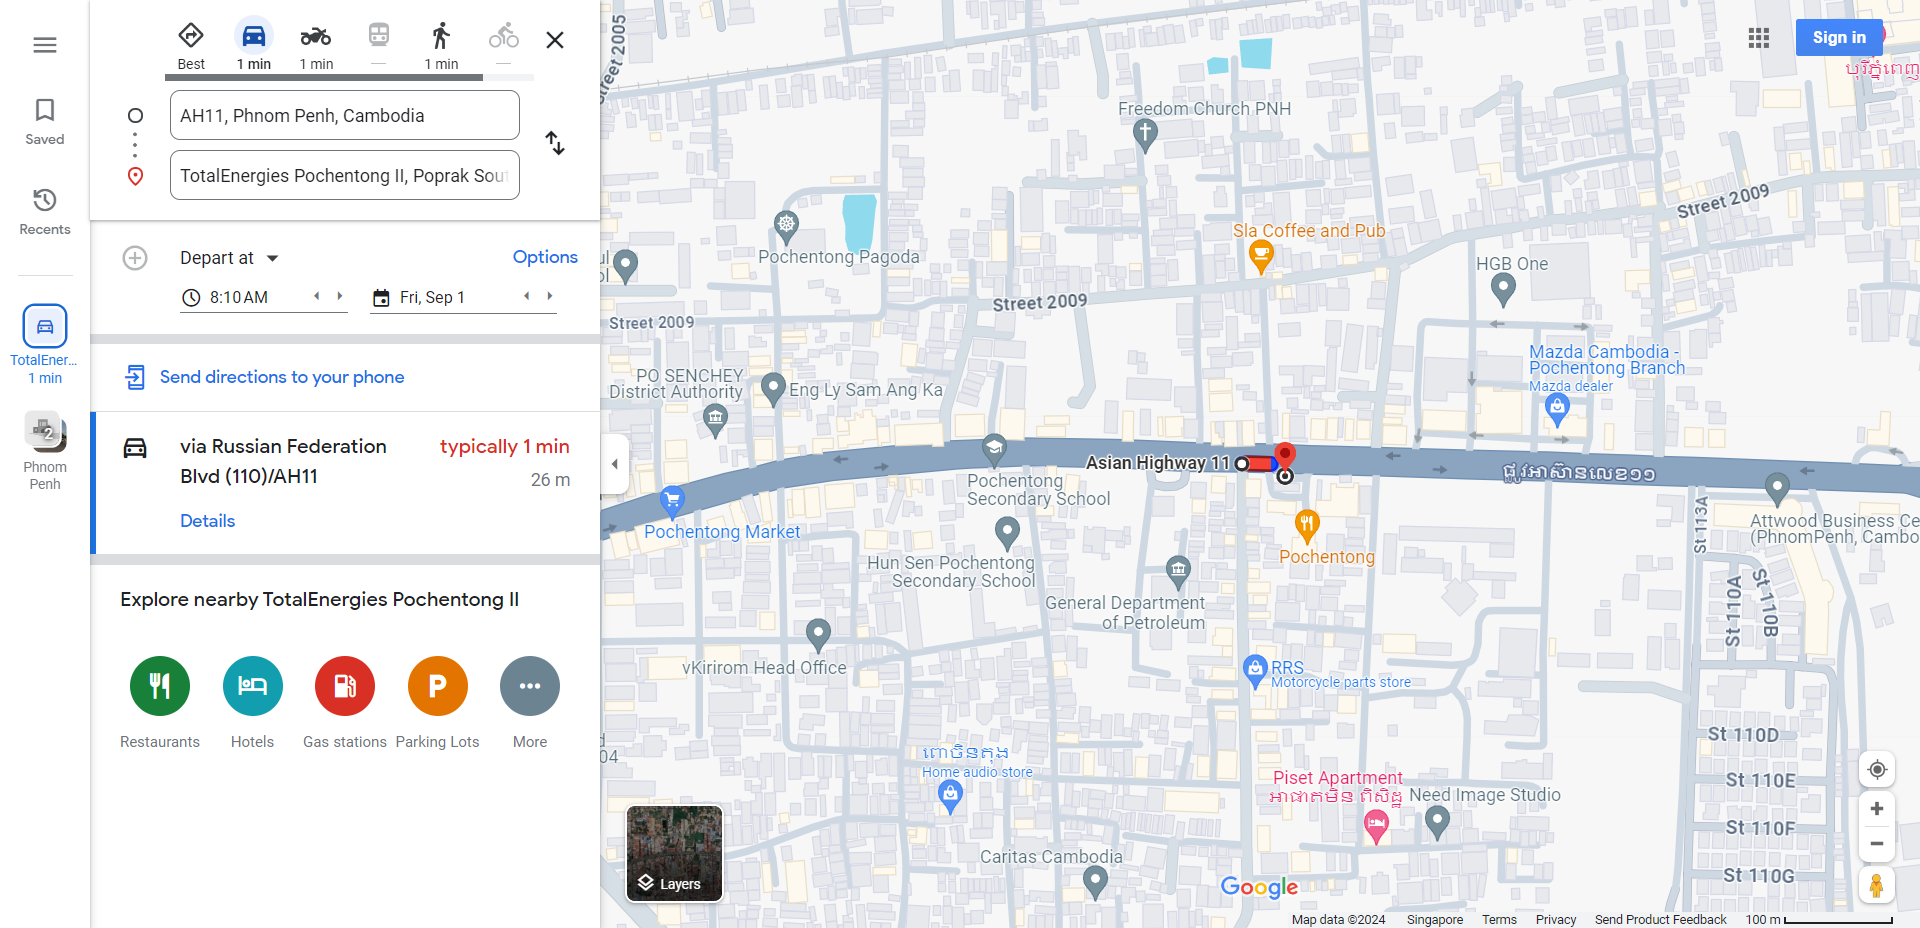 Best
1 min
1 min
1 min
AH11, Phnom Penh, Cambodia
TotalEnergies Pochentong II, Poprak Sou
Saved
Recents
TotalEner...
1 min
2
Phnom
Penh
Depart at
Options
8:10 AM
Fri, Sep 1
Send directions to your phone
via Russian Federation
Blvd (110)/AH11
typically 1 min
26 m
Details
Explore nearby TotalEnergies Pochentong II
Restaurants
Hotels
Gas stations
P
Parking Lots
More
Sign in
Street 2005
Freedom Church PNH
Street 2009
Sla Coffee and Pub
Pochentong Pagoda
HGB One
Street 2009
Street 2009
Mazda Cambodia -
Pochentong Branch
Mazda dealer
PO SENCHEY
District Authority
Eng Ly Sam Ang Ka
Asian Highway 11
ផ្លូវអាស៊ានលេខ១១
Pochentong
Secondary School
Pochentong Market
Attwood Business Ce
(PhnomPenh, Cambo
St 113A
Pochentong
Hun Sen Pochentong
Secondary School
General Department
of Petroleum
St 110A
St 110B
vKirirom Head Office
RRS
Motorcycle parts store
St 110D
04
ពោចិនតុង
Home audio store
Piset Apartment
អាផាតមិន ពិសិដ្ឋ
Need Image Studio
St 110E
St 110F
Caritas Cambodia
St 110G
Layers
Google
Map data ©2024
Singapore
Terms
Privacy
Send Product Feedback
100 m